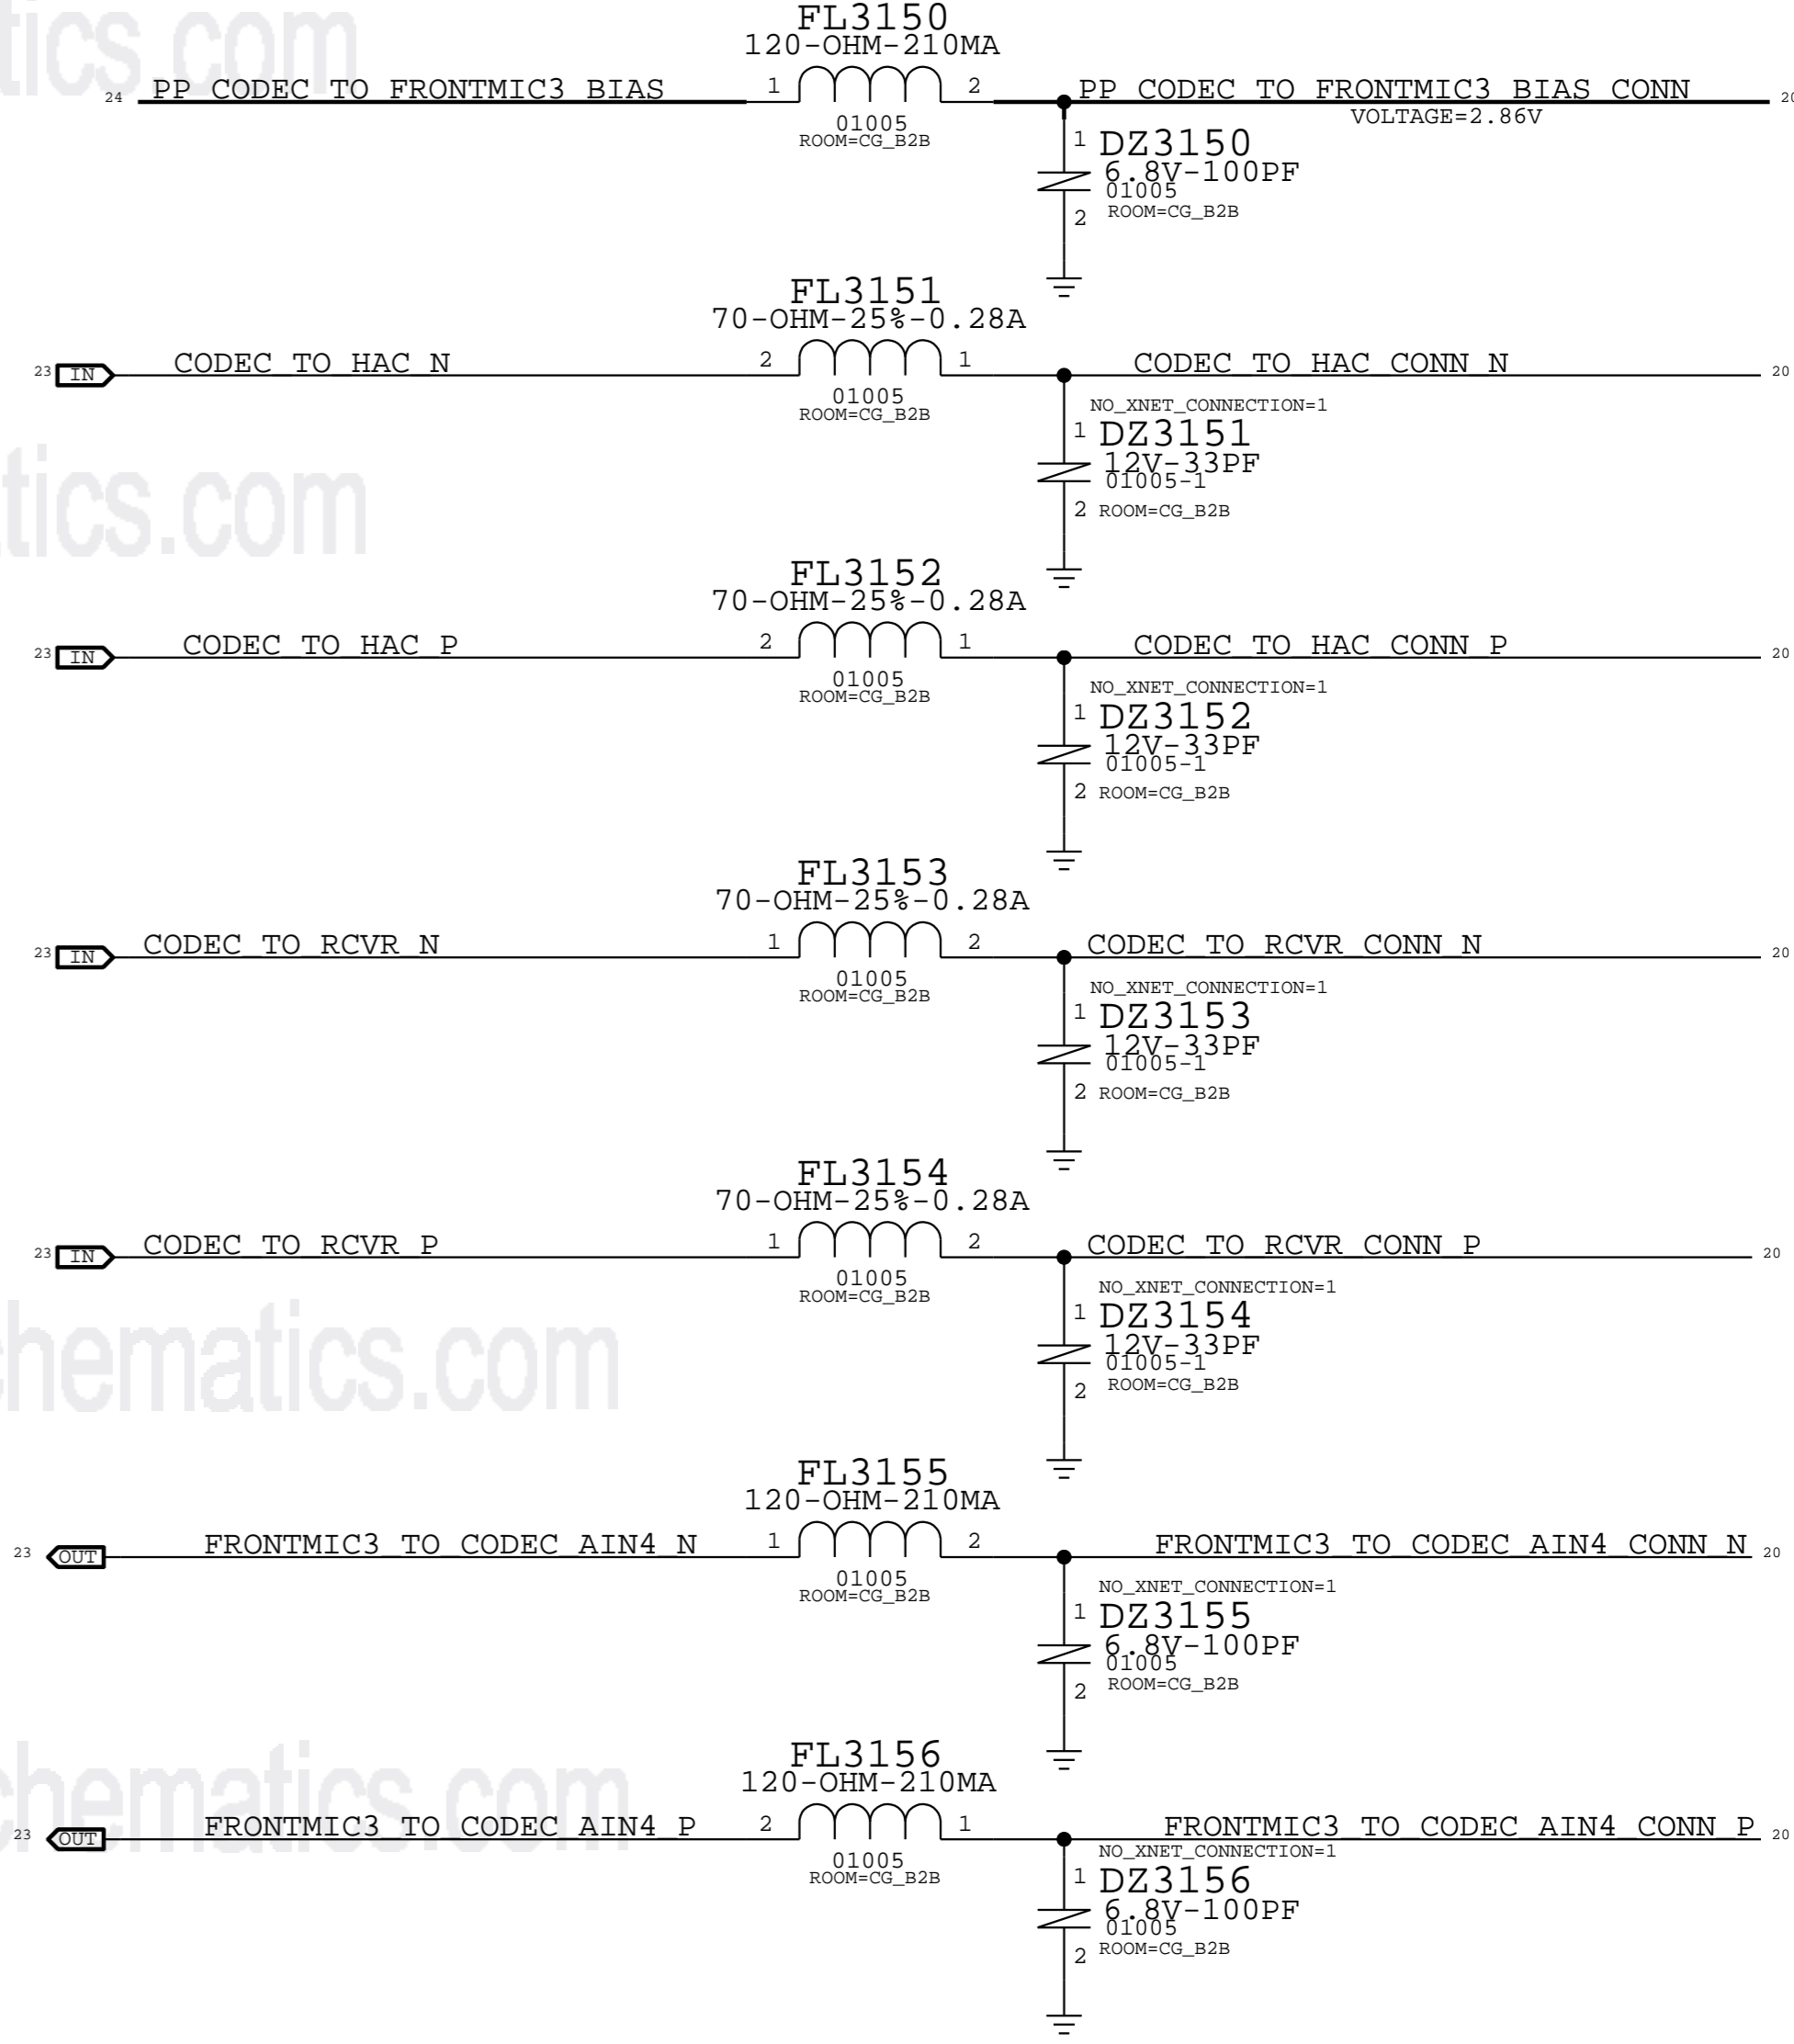 tics.com
FL3150
120-OHM-210MA
24 PP_CODEC_TO_FRONTMIC3_BIAS 1 2 PP_CODEC_TO_FRONTMIC3_BIAS_CONN 20
VOLTAGE=2.86V
01005
ROOM=CG_B2B
1 DZ3150
6.8V-100PF
01005
2 ROOM=CG_B2B
FL3151
70-OHM-25%-0.28A
23 IN CODEC_TO_HAC_N 2 1 CODEC_TO_HAC_CONN_N 20
01005
ROOM=CG_B2B
NO_XNET_CONNECTION=1
1 DZ3151
12V-33PF
01005-1
2 ROOM=CG_B2B
tics.com
FL3152
70-OHM-25%-0.28A
23 IN CODEC_TO_HAC_P 2 1 CODEC_TO_HAC_CONN_P 20
01005
ROOM=CG_B2B
NO_XNET_CONNECTION=1
1 DZ3152
12V-33PF
01005-1
2 ROOM=CG_B2B
FL3153
70-OHM-25%-0.28A
23 IN CODEC_TO_RCVR_N 1 2 CODEC_TO_RCVR_CONN_N 20
01005
ROOM=CG_B2B
NO_XNET_CONNECTION=1
1 DZ3153
12V-33PF
01005-1
2 ROOM=CG_B2B
FL3154
70-OHM-25%-0.28A
23 IN CODEC_TO_RCVR_P 1 2 CODEC_TO_RCVR_CONN_P 20
01005
ROOM=CG_B2B
NO_XNET_CONNECTION=1
1 DZ3154
12V-33PF
01005-1
2 ROOM=CG_B2B
chematics.com
FL3155
120-OHM-210MA
23 OUT FRONTMIC3_TO_CODEC_AIN4_N 1 2 FRONTMIC3_TO_CODEC_AIN4_CONN_N 20
01005
ROOM=CG_B2B
NO_XNET_CONNECTION=1
1 DZ3155
6.8V-100PF
01005
2 ROOM=CG_B2B
chematics.com
FL3156
120-OHM-210MA
23 OUT FRONTMIC3_TO_CODEC_AIN4_P 2 1 FRONTMIC3_TO_CODEC_AIN4_CONN_P 20
01005
ROOM=CG_B2B
NO_XNET_CONNECTION=1
1 DZ3156
6.8V-100PF
01005
2 ROOM=CG_B2B